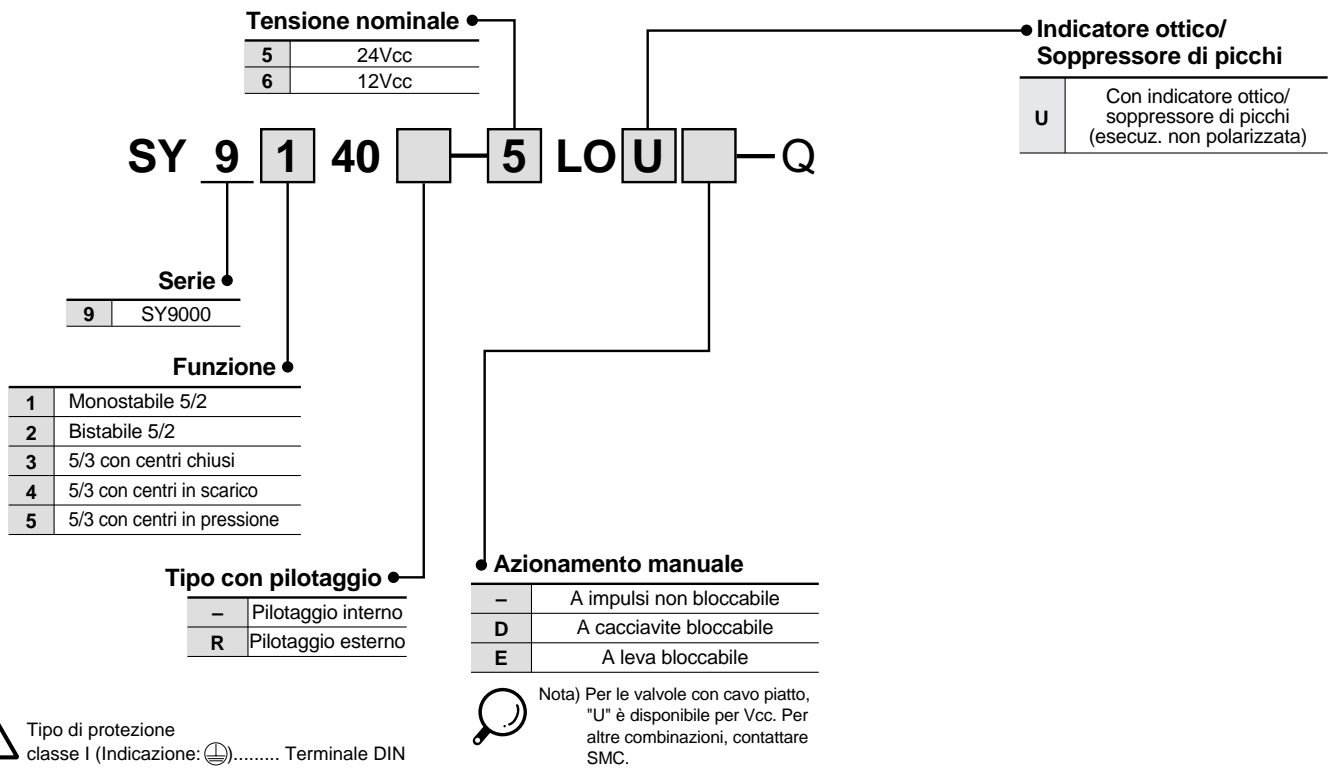 Tensione nominale
5 24Vcc
6 12Vcc
Indicatore ottico/
Soppressore di picchi
U Con indicatore ottico/
soppressore di picchi
(esecuz. non polarizzata)
SY 9 1 40 – 5 LO U – Q
Serie
9 SY9000
Funzione
1 Monostabile 5/2
2 Bistabile 5/2
3 5/3 con centri chiusi
4 5/3 con centri in scarico
5 5/3 con centri in pressione
Tipo con pilotaggio
– Pilotaggio interno
R Pilotaggio esterno
Azionamento manuale
– A impulsi non bloccabile
D A cacciavite bloccabile
E A leva bloccabile
Nota) Per le valvole con cavo piatto,
"U" è disponibile per Vcc. Per
altre combinazioni, contattare
SMC.
Tipo di protezione
classe I (Indicazione: ⏚)......... Terminale DIN